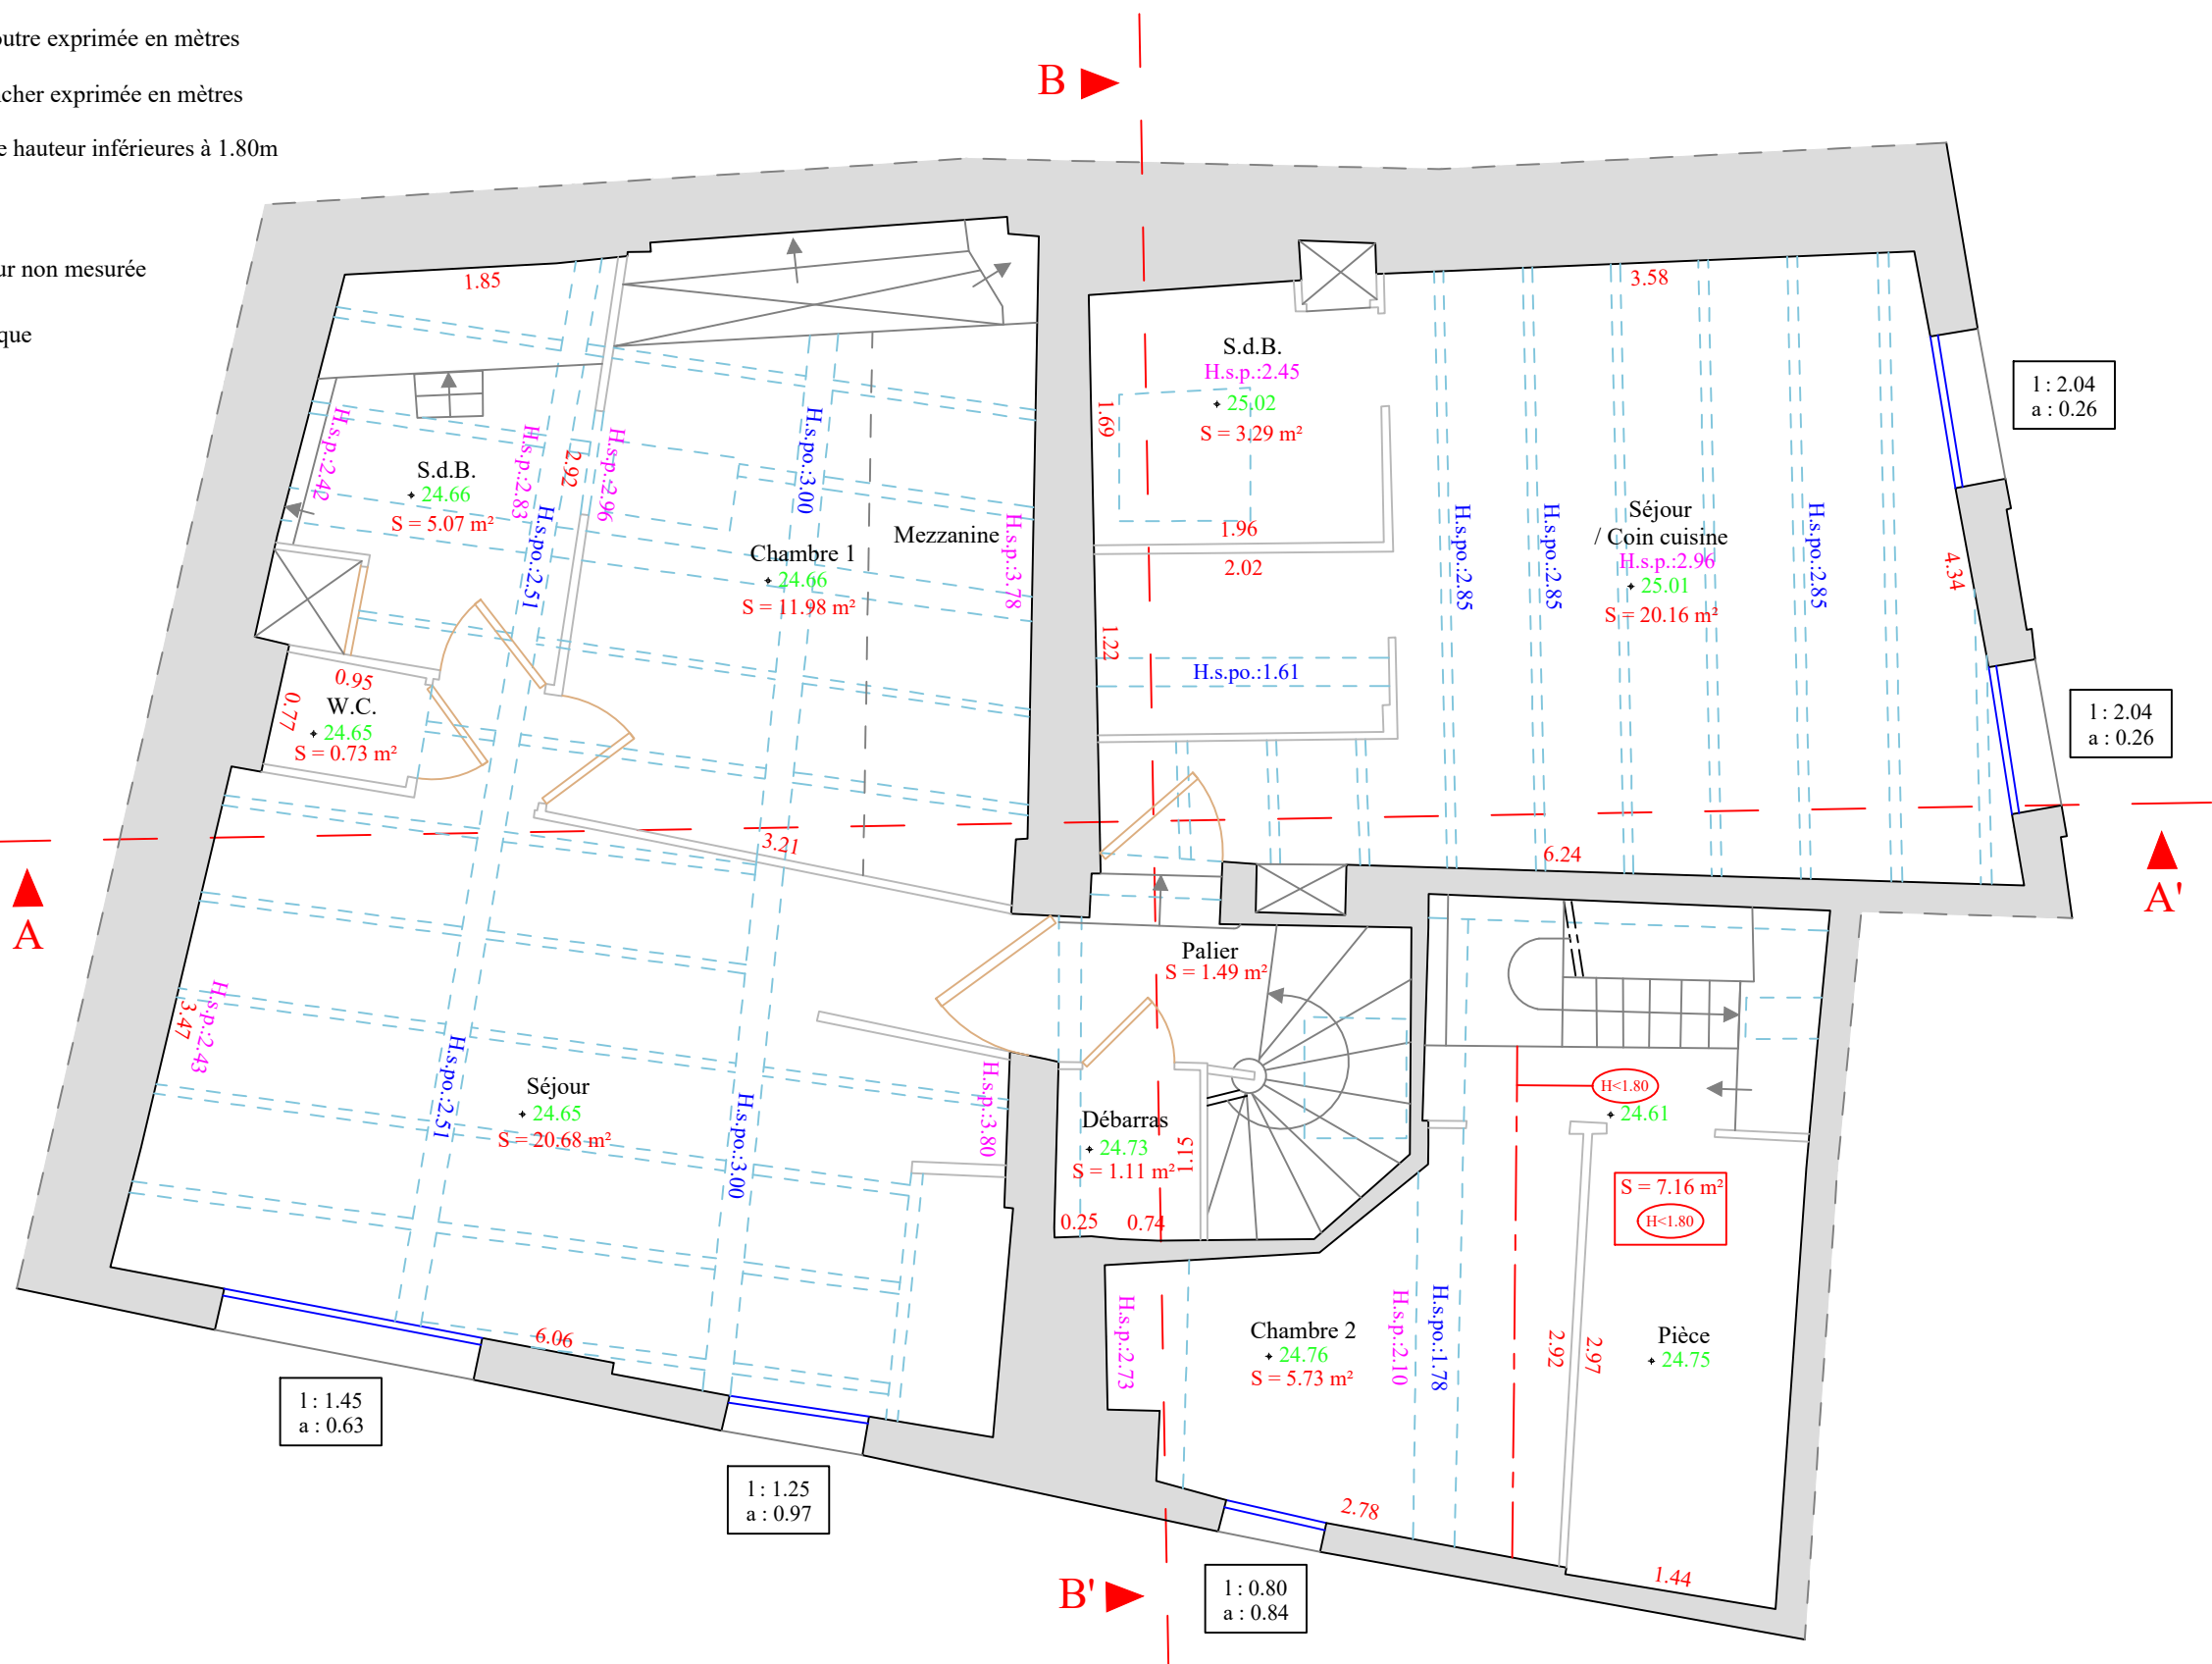 outre exprimée en mètres
cher exprimée en mètres
e hauteur inférieures à 1.80m
ur non mesurée
que
B
1.85
3.58
S.d.B.
H.s.p.:2.45
25.02
S = 3.29 m²
1.69
1.96
2.02
1.22
H.s.po.:1.61
l : 2.04
a : 0.26
H.s.p.:2.42
S.d.B.
24.66
S = 5.07 m²
H.s.p.:2.83
2.92
H.s.p.:2.96
H.s.po.:2.51
H.s.po.:3.00
Mezzanine
H.s.p.:3.78
Chambre 1
24.66
S = 11.98 m²
H.s.po.:2.85
H.s.po.:2.85
Séjour
/ Coin cuisine
H.s.p.:2.96
25.01
S = 20.16 m²
H.s.po.:2.85
4.34
0.95
0.77
W.C.
24.65
S = 0.73 m²
l : 2.04
a : 0.26
3.21
6.24
A
A'
Palier
S = 1.49 m²
H.s.p.:2.43
3.47
H.s.po.:2.51
Séjour
24.65
S = 20.68 m²
H.s.po.:3.00
H.s.p.:3.80
Débarras
24.73
S = 1.11 m²
1.15
0.25
0.74
H<1.80
24.61
S = 7.16 m²
H<1.80
H.s.p.:2.73
Chambre 2
24.76
S = 5.73 m²
H.s.p.:2.10
H.s.po.:1.78
2.92
2.97
Pièce
24.75
6.06
l : 1.45
a : 0.63
l : 1.25
a : 0.97
2.78
1.44
B'
l : 0.80
a : 0.84